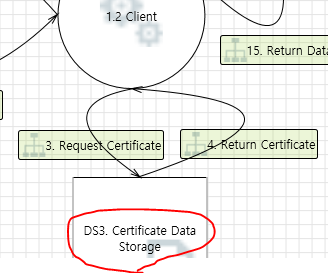 1.2 Client
15. Return Data
3. Request Certificate
4. Return Certificate
DS3. Certificate Data
Storage